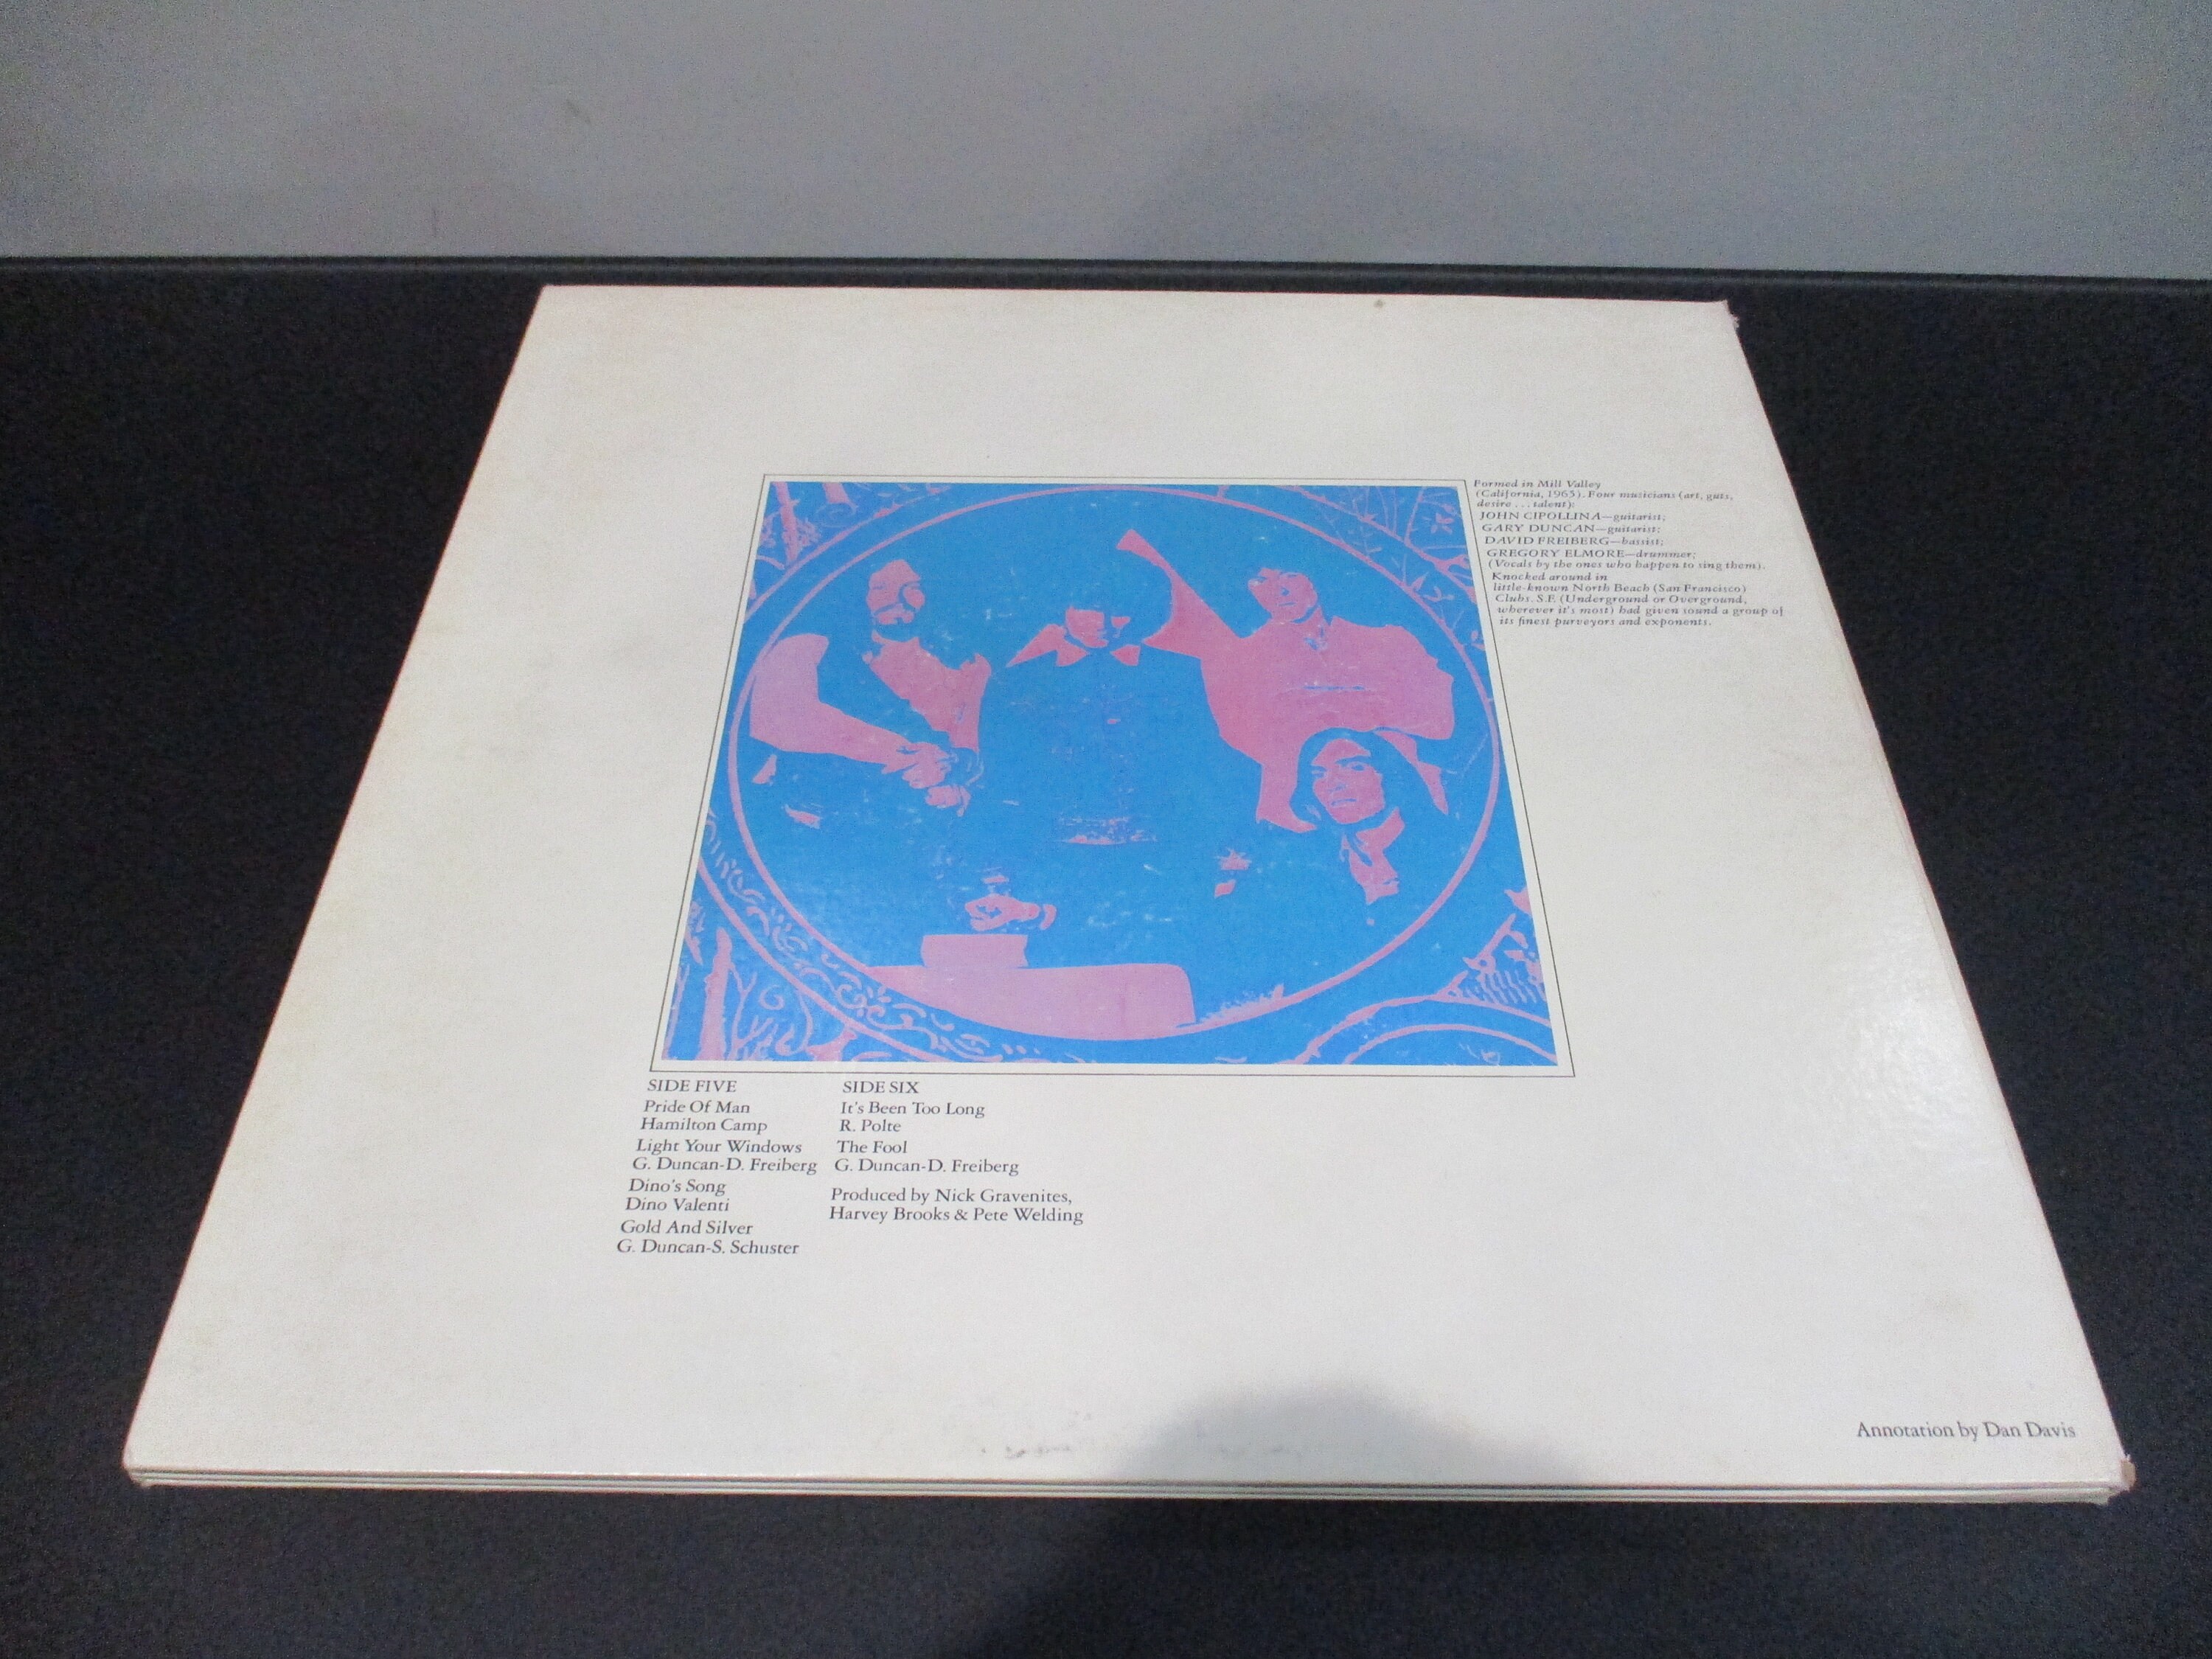 Formed in Mill Valley
(California, 1965). Four musicians (art, guts,
desire . . . talent):
JOHN CIPOLLINA—guitarist;
GARY DUNCAN—guitarist;
DAVID FREIBERG—bassist;
GREGORY ELMORE—drummer;
(Vocals by the ones who happen to sing them).
Knocked around in
little-known North Beach (San Francisco)
Clubs. S.F. (Underground or Overground,
wherever it's most) had given sound a group of
its finest purveyors and exponents.
SIDE FIVE
Pride Of Man
Hamilton Camp
Light Your Windows
G. Duncan-D. Freiberg
Dino's Song
Dino Valenti
Gold And Silver
G. Duncan-S. Schuster
SIDE SIX
It's Been Too Long
R. Polte
The Fool
G. Duncan-D. Freiberg
Produced by Nick Gravenites,
Harvey Brooks & Pete Welding
Annotation by Dan Davis